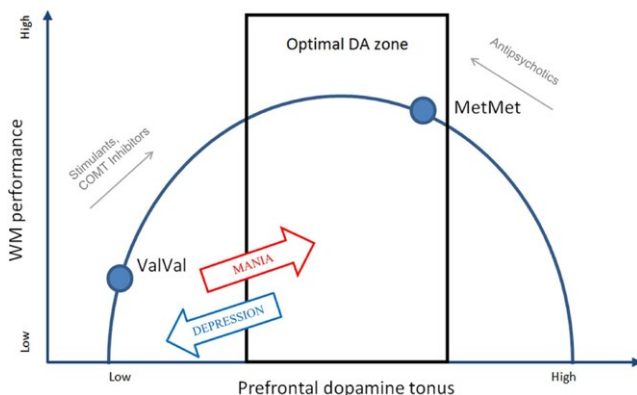 High
Optimal DA zone
Antipsychotics
MetMet
Stimulants,
COMT Inhibitors
WM performance
ValVal
MANIA
DEPRESSION
Low
Low
Prefrontal dopamine tonus
High